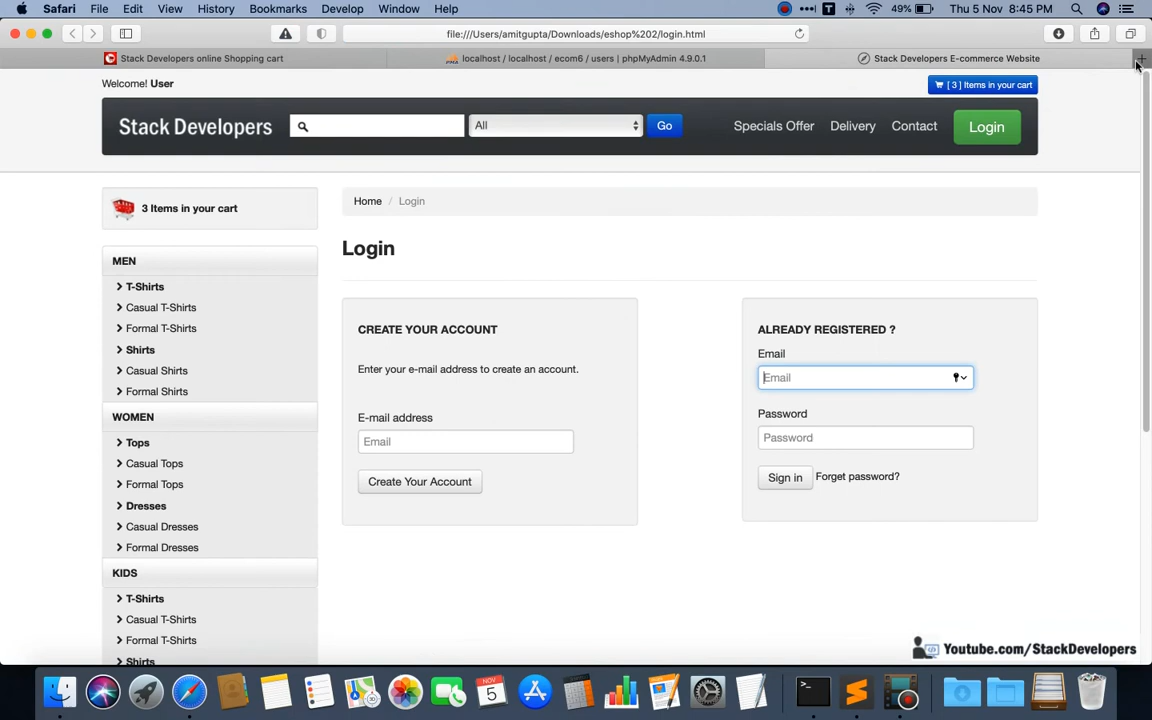 Safari File Edit View History Bookmarks Develop Window Help T 49% Thu 5 Nov 8:45 PM
file:///Users/amitgupta/Downloads/eshop%202/login.html
Stack Developers online Shopping cart
localhost / localhost / ecom6 / users | phpMyAdmin 4.9.0.1
Stack Developers E-commerce Website
Welcome! User
[ 3 ] Items in your cart
Stack Developers
All
Go
Specials Offer
Delivery
Contact
Login
3 Items in your cart
Home / Login
Login
MEN
T-Shirts
Casual T-Shirts
Formal T-Shirts
Shirts
Casual Shirts
Formal Shirts
WOMEN
Tops
Casual Tops
Formal Tops
Dresses
Casual Dresses
Formal Dresses
KIDS
T-Shirts
Casual T-Shirts
Formal T-Shirts
Shirts
CREATE YOUR ACCOUNT
Enter your e-mail address to create an account.
E-mail address
Email
Create Your Account
ALREADY REGISTERED ?
Email
Email
Password
Password
Sign in
Forget password?
Youtube.com/StackDevelopers
NOV
5